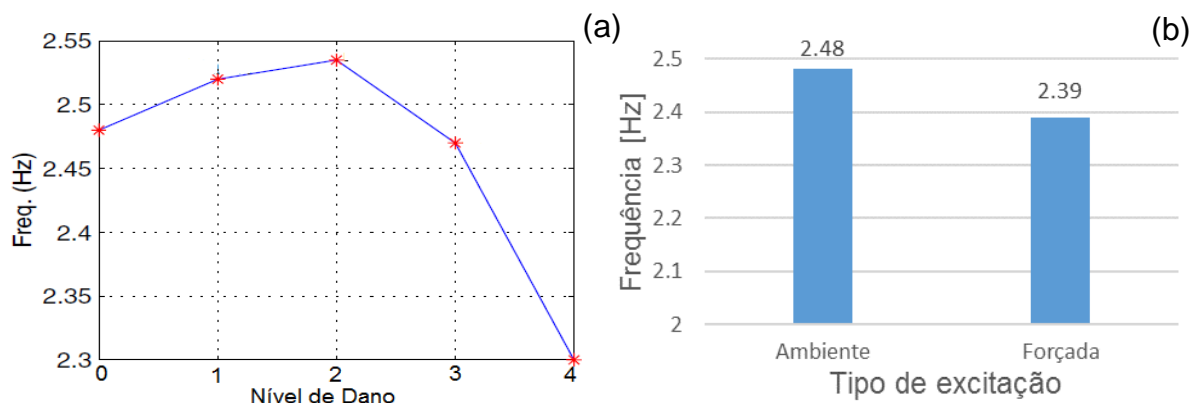 (a)
2.55
2.5
2.45
2.4
2.35
2.3
Freq. (Hz)
0 1 2 3 4
Nível de Dano
(b)
2.5
2.4
2.3
2.2
2.1
2
Frequência [Hz]
2.48
2.39
Ambiente Forçada
Tipo de excitação